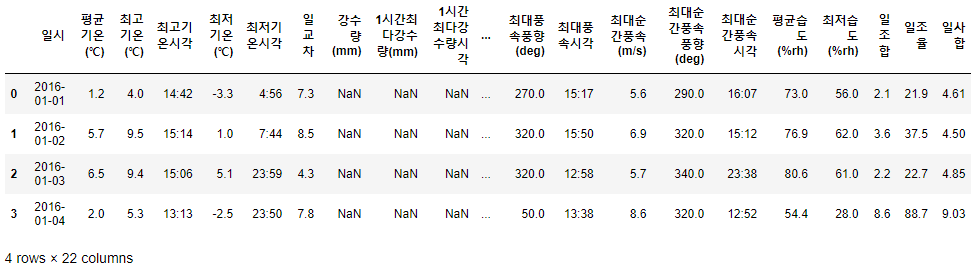 일시 평균기온(℃) 최고기온(℃) 최고기온시각 최저기온(℃) 최저기온시각 일교차 강수량(mm) 1시간최다강수량(mm) 1시간최다강수량시각 ... 최대풍속풍향(deg) 최대풍속시각 최대순간풍속(m/s) 최대순간풍속풍향(deg) 최대순간풍속시각 평균습도(%rh) 최저습도(%rh) 일조합 일조율 일사합
0 2016-01-01 1.2 4.0 14:42 -3.3 4:56 7.3 NaN NaN NaN ... 270.0 15:17 5.6 290.0 16:07 73.0 56.0 2.1 21.9 4.61
1 2016-01-02 5.7 9.5 15:14 1.0 7:44 8.5 NaN NaN NaN ... 320.0 15:50 6.9 320.0 15:12 76.9 62.0 3.6 37.5 4.50
2 2016-01-03 6.5 9.4 15:06 5.1 23:59 4.3 NaN NaN NaN ... 320.0 12:58 5.7 340.0 23:38 80.6 61.0 2.2 22.7 4.85
3 2016-01-04 2.0 5.3 13:13 -2.5 23:50 7.8 NaN NaN NaN ... 50.0 13:38 8.6 320.0 12:52 54.4 28.0 8.6 88.7 9.03
4 rows × 22 columns